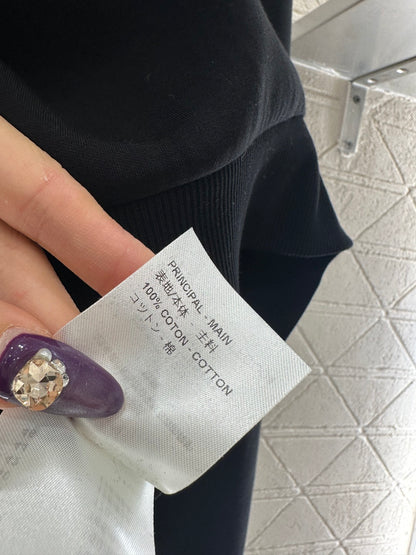 PRINCIPAL - MAIN
表地/本体 - 主料
100% COTON - COTTON
コットン - 棉